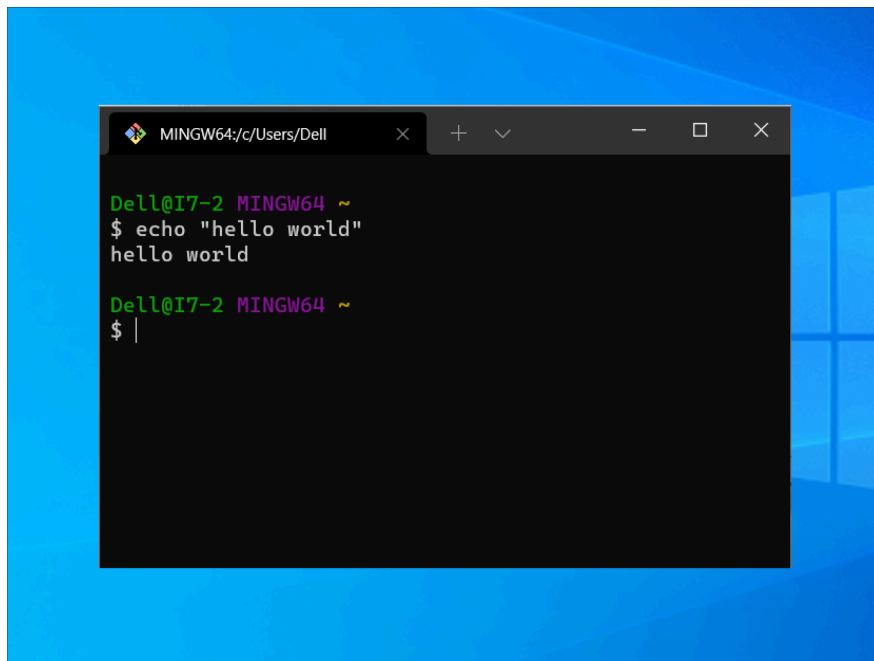 MINGW64:/c/Users/Dell
Dell@I7-2 MINGW64 ~
$ echo "hello world"
hello world
Dell@I7-2 MINGW64 ~
$